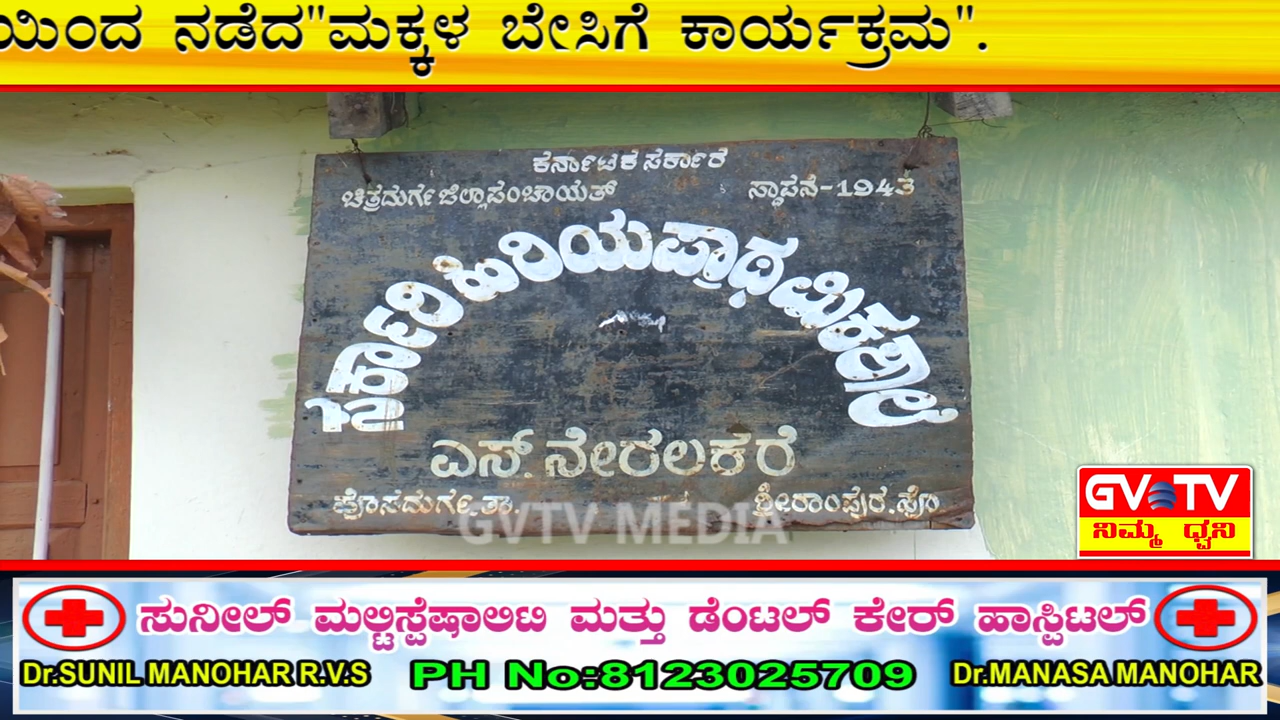 ಯಿಂದ ನಡೆದ"ಮಕ್ಕಳ ಬೇಸಿಗೆ ಕಾರ್ಯಕ್ರಮ".
ಕರ್ನಾಟಕ ಸರ್ಕಾರ
ಚಿತ್ರದುರ್ಗ ಜಿಲ್ಲಾ ಪಂಚಾಯತ್ ಸ್ಥಾಪನೆ-1943
ಸರ್ಕಾರಿ ಹಿರಿಯ ಪ್ರಾಥಮಿಕ ಶಾಲೆ
ಎಸ್. ನೇರಲಕೆರೆ
ಹೊಸದುರ್ಗ.ತಾ. ಶ್ರೀರಾಂಪುರ.ಹೋ
GVTV MEDIA
GVTV
ನಿಮ್ಮ ಧ್ವನಿ
ಸುನೀಲ್ ಮಲ್ಟಿಸ್ಪೆಷಾಲಿಟಿ ಮತ್ತು ಡೆಂಟಲ್ ಕೇರ್ ಹಾಸ್ಪಿಟಲ್
Dr.SUNIL MANOHAR R.V.S PH No:8123025709 Dr.MANASA MANOHAR